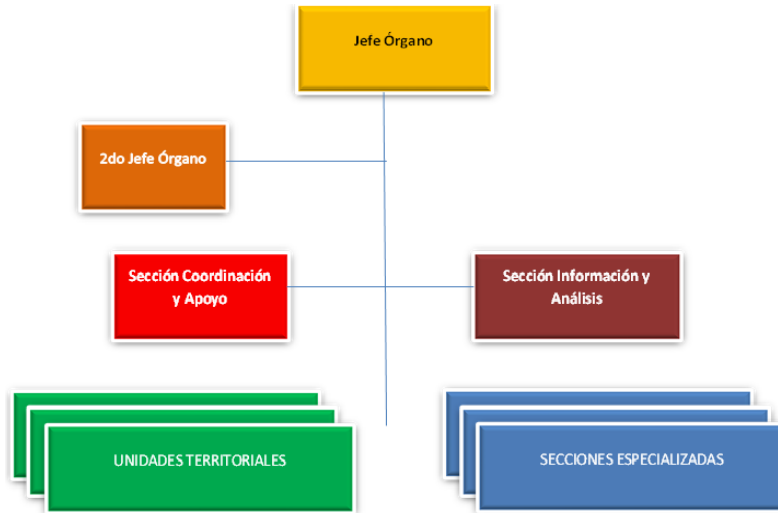 Jefe Órgano
2do Jefe Órgano
Sección Coordinación
y Apoyo
Sección Información y
Análisis
UNIDADES TERRITORIALES
SECCIONES ESPECIALIZADAS